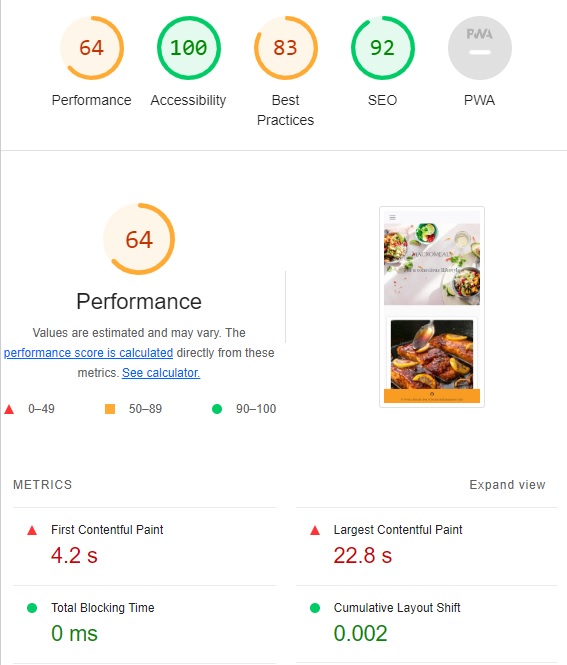 64
100
83
92
PWA
Performance
Accessibility
Best
Practices
SEO
PWA
64
Performance
Values are estimated and may vary. The
performance score is calculated directly from these
metrics. See calculator.
0–49
50–89
90–100
METRICS
Expand view
First Contentful Paint
4.2 s
Largest Contentful Paint
22.8 s
Total Blocking Time
0 ms
Cumulative Layout Shift
0.002